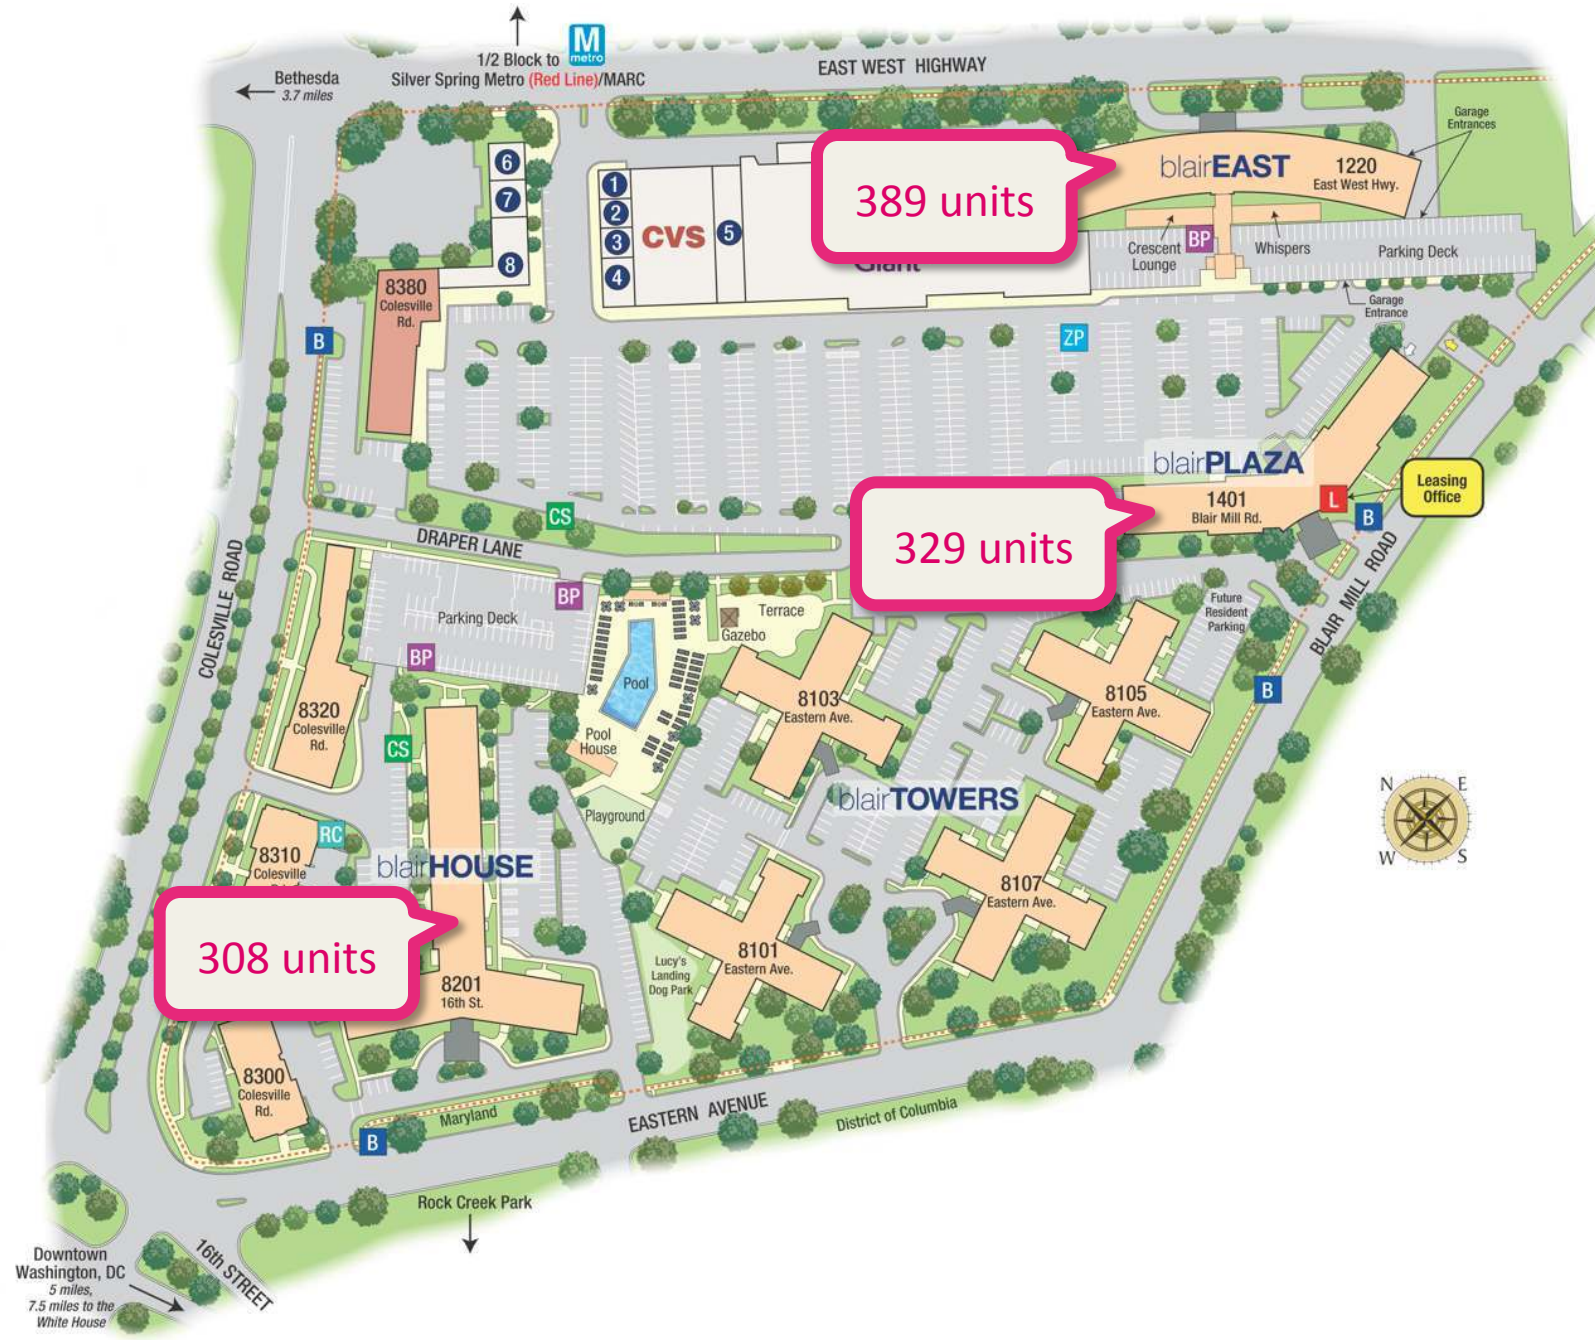 M
metro
1/2 Block to
Silver Spring Metro (Red Line)/MARC
Bethesda
3.7 miles
EAST WEST HIGHWAY
Garage
Entrances
6
7
8
1
2
3
4
CVS
5
389 units
blairEAST
1220
East West Hwy.
Crescent
Lounge
BP
Whispers
Parking Deck
Giant
Garage
Entrance
8380
Colesville
Rd.
B
ZP
blairPLAZA
1401
Blair Mill Rd.
L
Leasing
Office
B
329 units
CS
DRAPER LANE
COLESVILLE ROAD
BLAIR MILL ROAD
Parking Deck
BP
BP
Terrace
Gazebo
Pool
Pool
House
Playground
Future
Resident
Parking
B
8320
Colesville
Rd.
CS
8103
Eastern Ave.
8105
Eastern Ave.
blairTOWERS
N
E
W
S
RC
8310
Colesville
blairHOUSE
308 units
8107
Eastern Ave.
8101
Eastern Ave.
Lucy's
Landing
Dog Park
8201
16th St.
8300
Colesville
Rd.
B
Maryland
EASTERN AVENUE
District of Columbia
Rock Creek Park
16th STREET
Downtown
Washington, DC
5 miles,
7.5 miles to the
White House